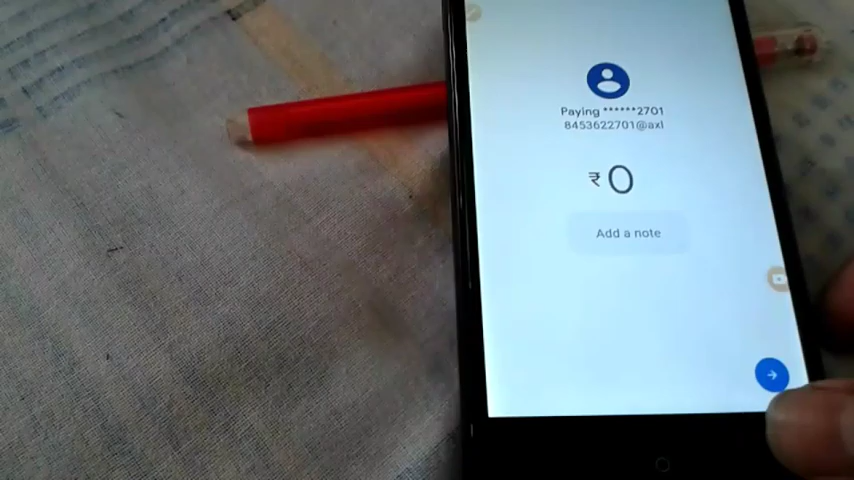 Paying ******2701
8453622701@axl
₹0
Add a note